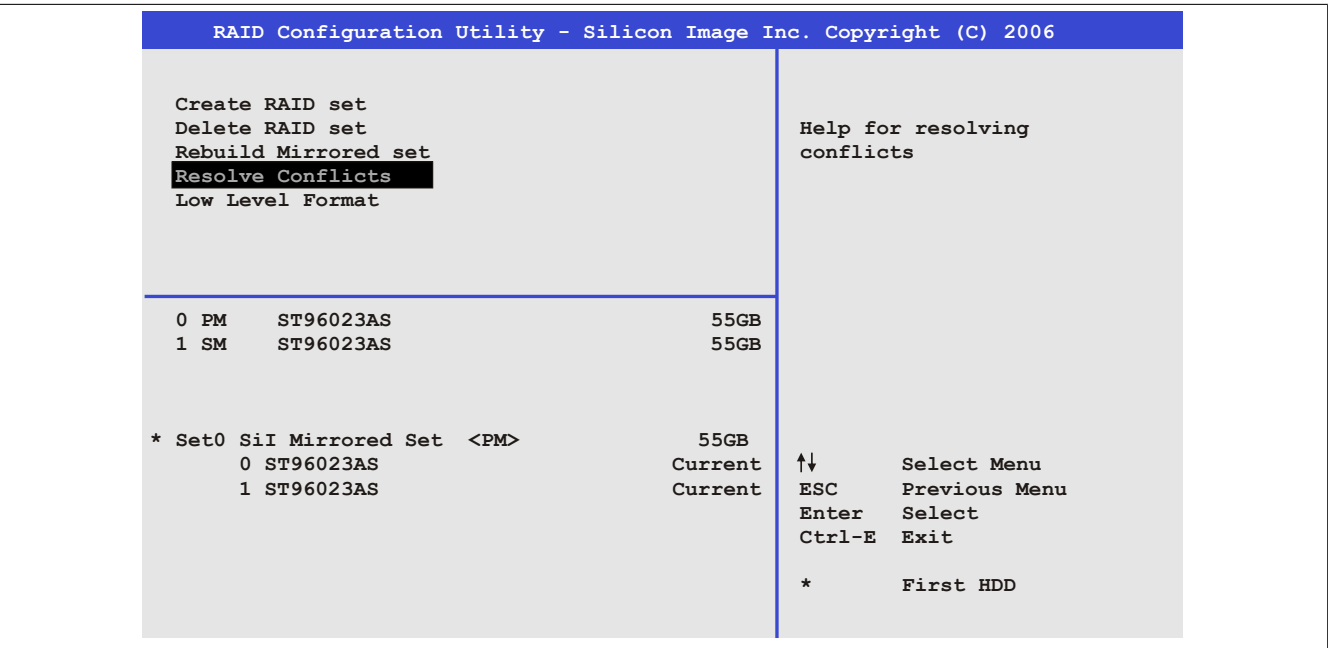 RAID Configuration Utility - Silicon Image Inc. Copyright (C) 2006
Create RAID set
Delete RAID set
Rebuild Mirrored set
Resolve Conflicts
Low Level Format
Help for resolving
conflicts
0 PM ST96023AS 55GB
1 SM ST96023AS 55GB
* Set0 SiI Mirrored Set <PM> 55GB
0 ST96023AS Current
1 ST96023AS Current
↑↓ Select Menu
ESC Previous Menu
Enter Select
Ctrl-E Exit
* First HDD